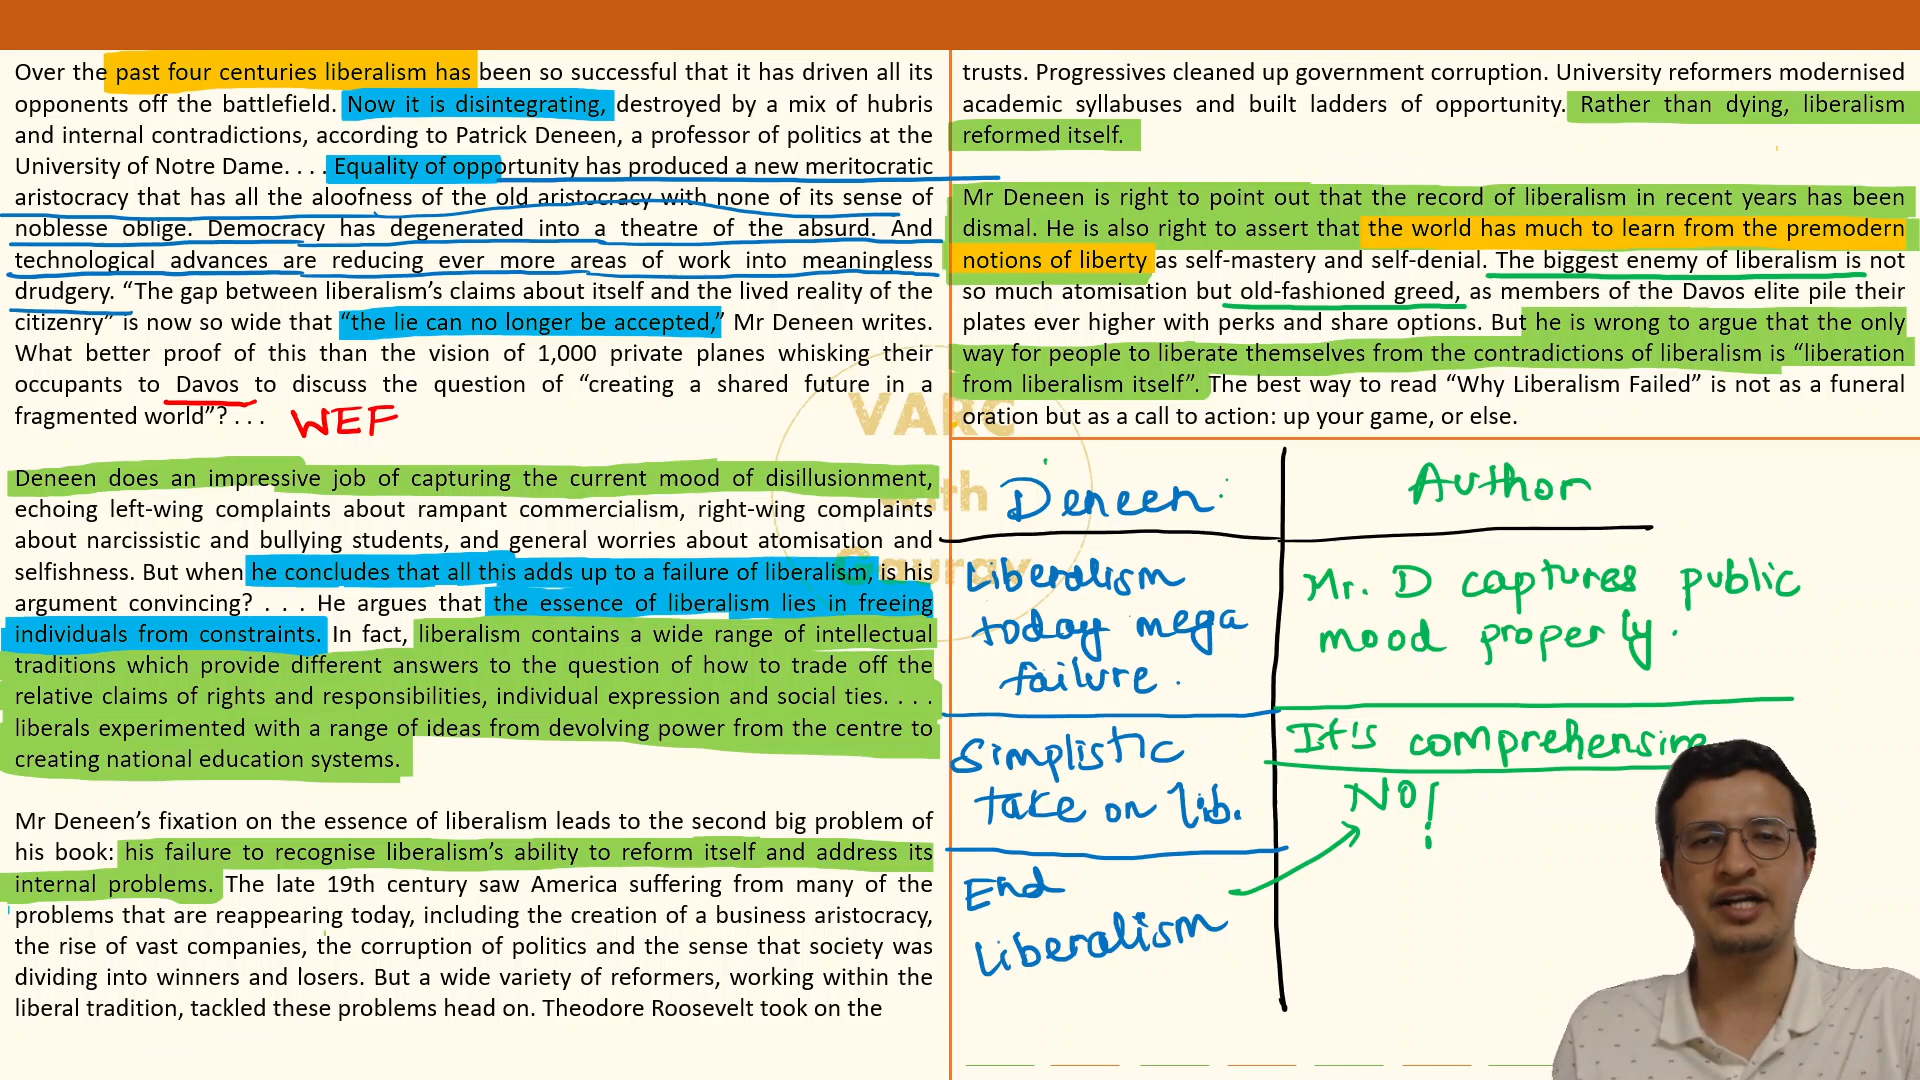 Over the past four centuries liberalism has been so successful that it has driven all its
opponents off the battlefield. Now it is disintegrating, destroyed by a mix of hubris
and internal contradictions, according to Patrick Deneen, a professor of politics at the
University of Notre Dame. . . . Equality of opportunity has produced a new meritocratic
aristocracy that has all the aloofness of the old aristocracy with none of its sense of
noblesse oblige. Democracy has degenerated into a theatre of the absurd. And
technological advances are reducing ever more areas of work into meaningless
drudgery. “The gap between liberalism’s claims about itself and the lived reality of the
citizenry” is now so wide that “the lie can no longer be accepted,” Mr Deneen writes.
What better proof of this than the vision of 1,000 private planes whisking their
occupants to Davos to discuss the question of “creating a shared future in a
fragmented world”? . . .
WEF
Deneen does an impressive job of capturing the current mood of disillusionment,
echoing left-wing complaints about rampant commercialism, right-wing complaints
about narcissistic and bullying students, and general worries about atomisation and
selfishness. But when he concludes that all this adds up to a failure of liberalism, is his
argument convincing? . . . He argues that the essence of liberalism lies in freeing
individuals from constraints. In fact, liberalism contains a wide range of intellectual
traditions which provide different answers to the question of how to trade off the
relative claims of rights and responsibilities, individual expression and social ties. . . .
liberals experimented with a range of ideas from devolving power from the centre to
creating national education systems.
Mr Deneen’s fixation on the essence of liberalism leads to the second big problem of
his book: his failure to recognise liberalism’s ability to reform itself and address its
internal problems. The late 19th century saw America suffering from many of the
problems that are reappearing today, including the creation of a business aristocracy,
the rise of vast companies, the corruption of politics and the sense that society was
dividing into winners and losers. But a wide variety of reformers, working within the
liberal tradition, tackled these problems head on. Theodore Roosevelt took on the
trusts. Progressives cleaned up government corruption. University reformers modernised
academic syllabuses and built ladders of opportunity. Rather than dying, liberalism
reformed itself.
Mr Deneen is right to point out that the record of liberalism in recent years has been
dismal. He is also right to assert that the world has much to learn from the premodern
notions of liberty as self-mastery and self-denial. The biggest enemy of liberalism is not
so much atomisation but old-fashioned greed, as members of the Davos elite pile their
plates ever higher with perks and share options. But he is wrong to argue that the only
way for people to liberate themselves from the contradictions of liberalism is “liberation
from liberalism itself”. The best way to read “Why Liberalism Failed” is not as a funeral
oration but as a call to action: up your game, or else.
VARC
with
Gaurav
Deneen
Liberalism
today mega
failure.
Simplistic
take on lib.
End
liberalism
Author
Mr. D captures public
mood properly.
It's comprehensive
NO!